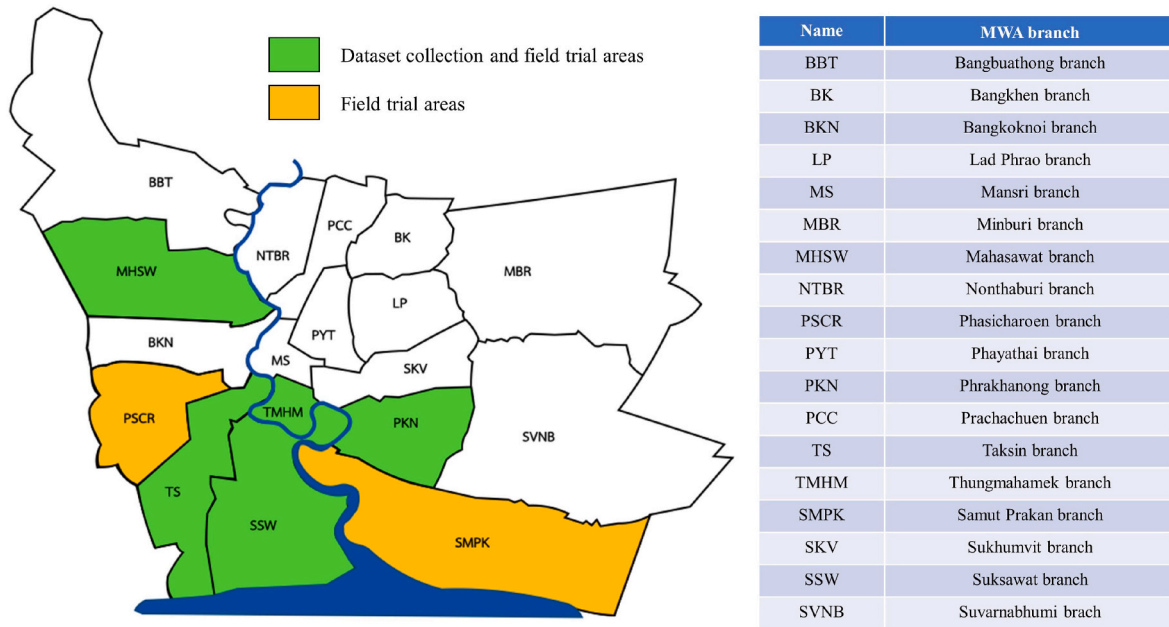 Dataset collection and field trial areas
Field trial areas
BBT
PCC
BK
NTBR
MHSW
MBR
LP
PYT
BKN
MS
SKV
PSCR
TMHM
PKN
SVNB
TS
SSW
SMPK
Name MWA branch
BBT Bangbuathong branch
BK Bangkhen branch
BKN Bangkoknoi branch
LP Lad Phrao branch
MS Mansri branch
MBR Minburi branch
MHSW Mahasawat branch
NTBR Nonthaburi branch
PSCR Phasicharoen branch
PYT Phayathai branch
PKN Phrakhanong branch
PCC Prachachuen branch
TS Taksin branch
TMHM Thungmahamek branch
SMPK Samut Prakan branch
SKV Sukhumvit branch
SSW Suksawat branch
SVNB Suvarnabhumi brach